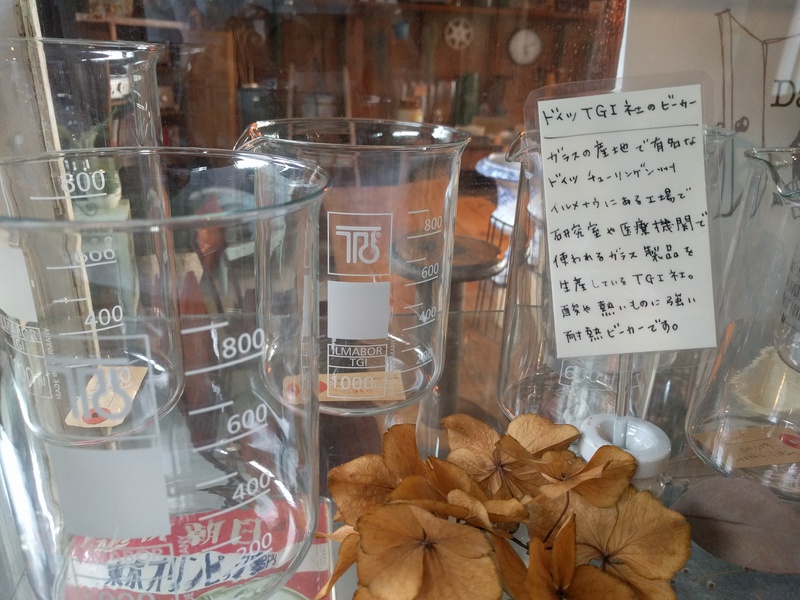 ドイツTGI社のビーカー
ガラスの産地で有名な
ドイツ チューリンゲン州
イルメナウにある工場で
研究室や医療機関で
使われるガラス製品を
生産しているTGI社。
酸や熱いものに強い
耐熱ビーカーです。
Da
800
600
400
800
600
400
200
800
600
400
ILMABOR
TGI
1000
東京オリンピック